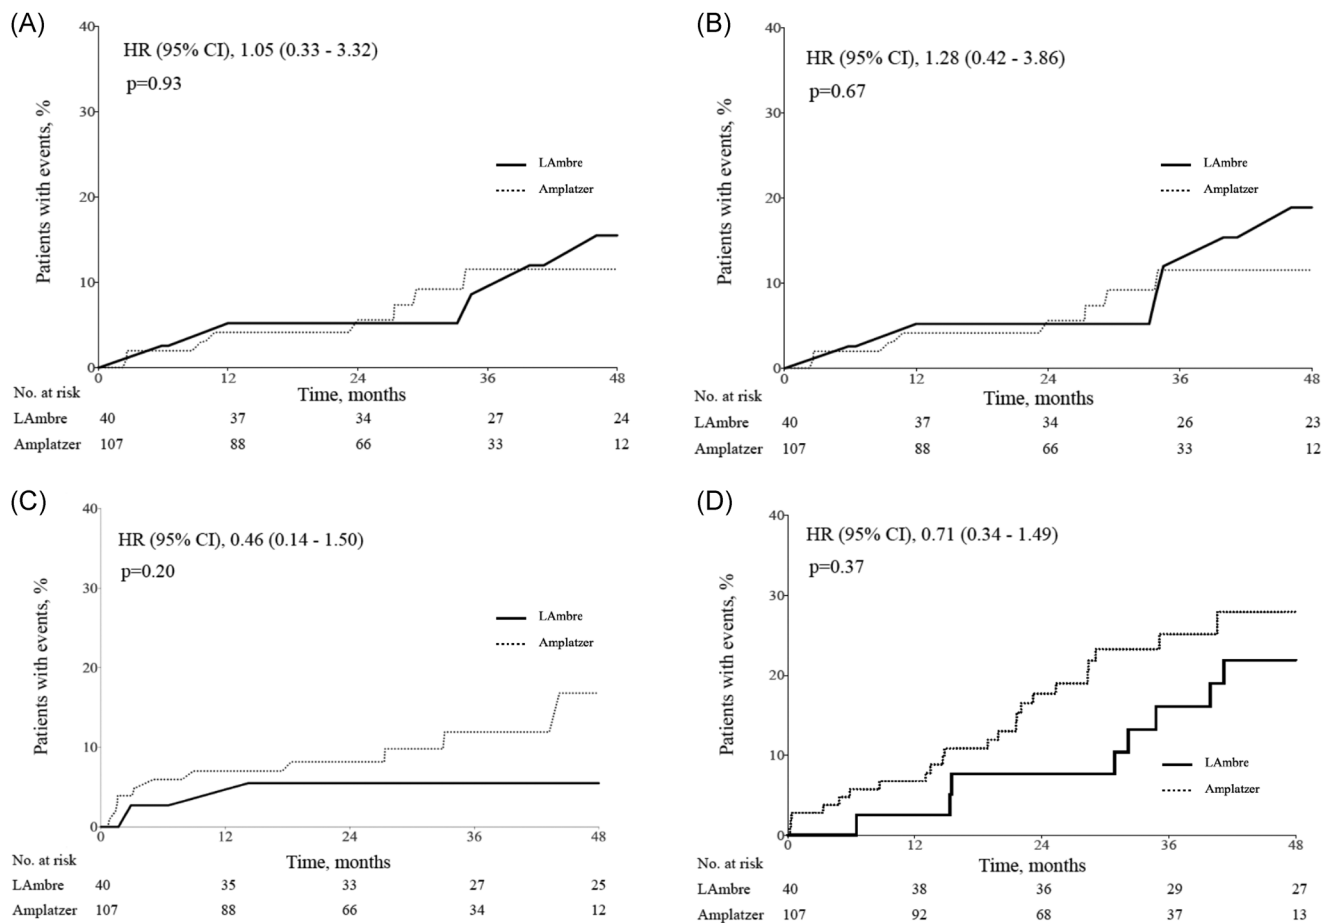 (A)
HR (95% CI), 1.05 (0.33 - 3.32)
p=0.93
Patients with events, %
40
30
20
10
0
LAmbre
Amplatzer
0 12 24 36 48
Time, months
No. at risk
LAmbre 40 37 34 27 24
Amplatzer 107 88 66 33 12
(B)
HR (95% CI), 1.28 (0.42 - 3.86)
p=0.67
Patients with events, %
40
30
20
10
0
LAmbre
Amplatzer
0 12 24 36 48
Time, months
No. at risk
LAmbre 40 37 34 26 23
Amplatzer 107 88 66 33 12
(C)
HR (95% CI), 0.46 (0.14 - 1.50)
p=0.20
Patients with events, %
40
30
20
10
0
LAmbre
Amplatzer
0 12 24 36 48
Time, months
No. at risk
LAmbre 40 35 33 27 25
Amplatzer 107 88 66 34 12
(D)
HR (95% CI), 0.71 (0.34 - 1.49)
p=0.37
Patients with events, %
40
30
20
10
0
LAmbre
Amplatzer
0 12 24 36 48
Time, months
No. at risk
LAmbre 40 38 36 29 27
Amplatzer 107 92 68 37 13